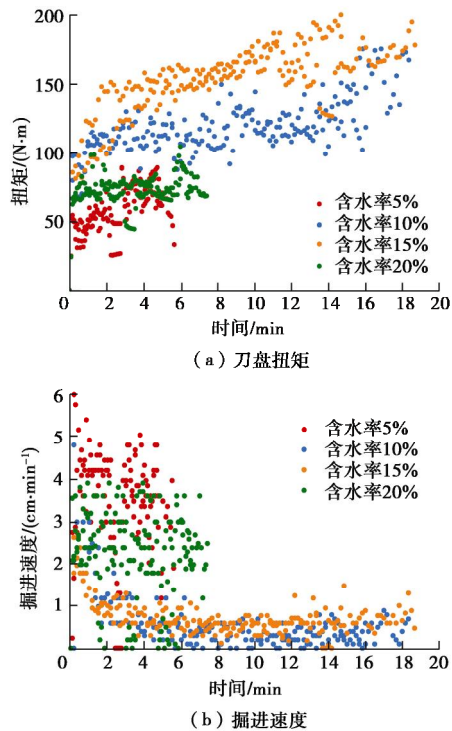 200
150
100
50
0
扭矩/(N·m)
含水率5%
含水率10%
含水率15%
含水率20%
0 2 4 6 8 10 12 14 16 18 20
时间/min
（a）刀盘扭矩
6
5
4
3
2
1
掘进速度/(cm·min⁻¹)
含水率5%
含水率10%
含水率15%
含水率20%
0 2 4 6 8 10 12 14 16 18 20
时间/min
（b）掘进速度